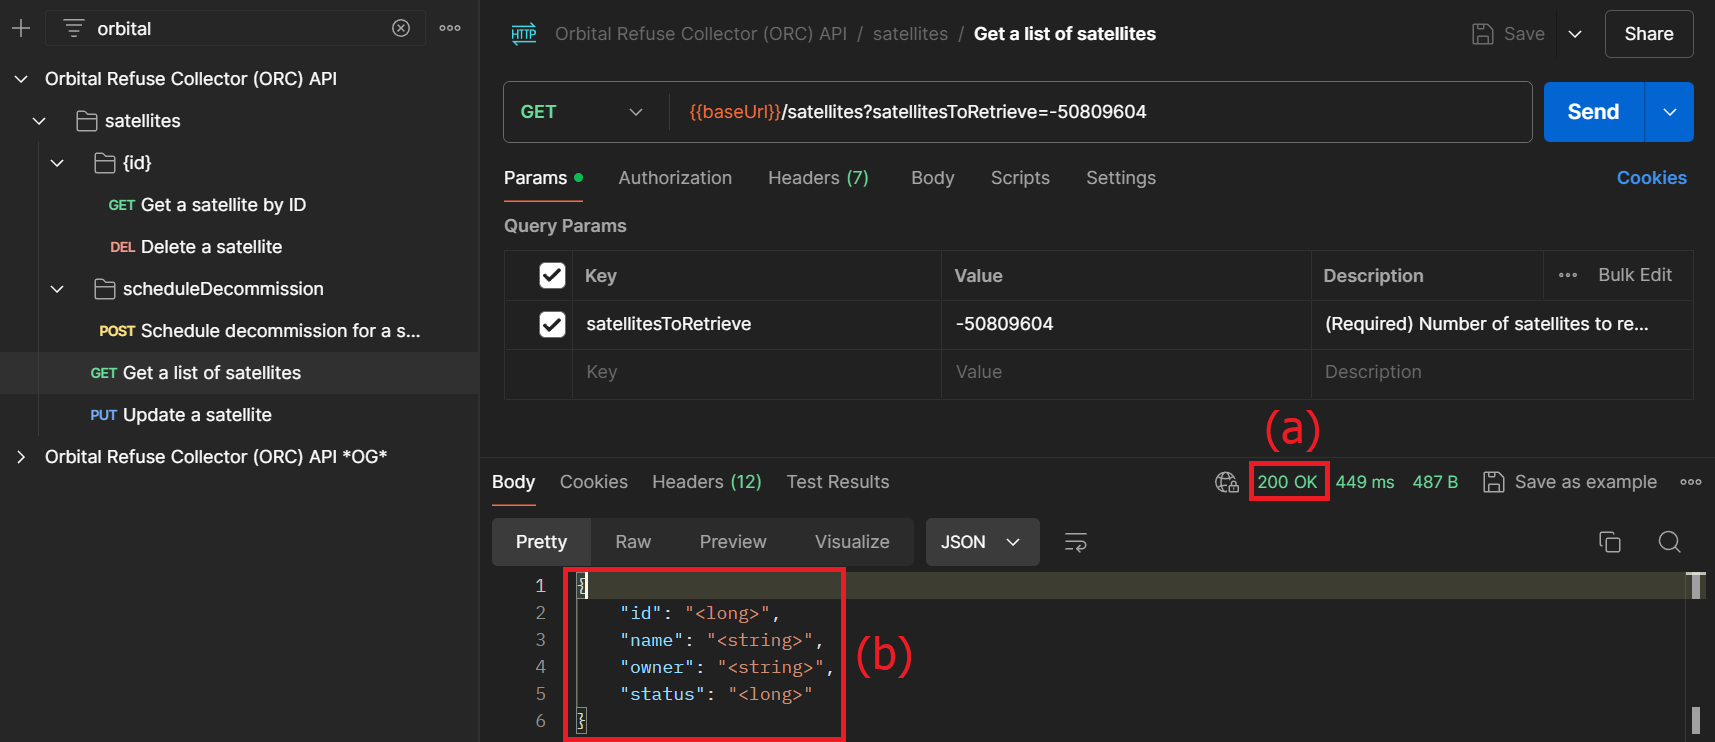 orbital
Orbital Refuse Collector (ORC) API
satellites
{id}
GET Get a satellite by ID
DEL Delete a satellite
scheduleDecommission
POST Schedule decommission for a s...
GET Get a list of satellites
PUT Update a satellite
Orbital Refuse Collector (ORC) API *OG*
HTTP Orbital Refuse Collector (ORC) API / satellites / Get a list of satellites
Save
Share
GET {{baseUrl}}/satellites?satellitesToRetrieve=-50809604
Send
Params Authorization Headers (7) Body Scripts Settings Cookies
Query Params
Key Value Description Bulk Edit
satellitesToRetrieve -50809604 (Required) Number of satellites to re...
Key Value Description
(a)
Body Cookies Headers (12) Test Results 200 OK 449 ms 487 B Save as example
Pretty Raw Preview Visualize JSON
1 {
2 "id": "<long>",
3 "name": "<string>",
4 "owner": "<string>",
5 "status": "<long>"
6 }
(b)